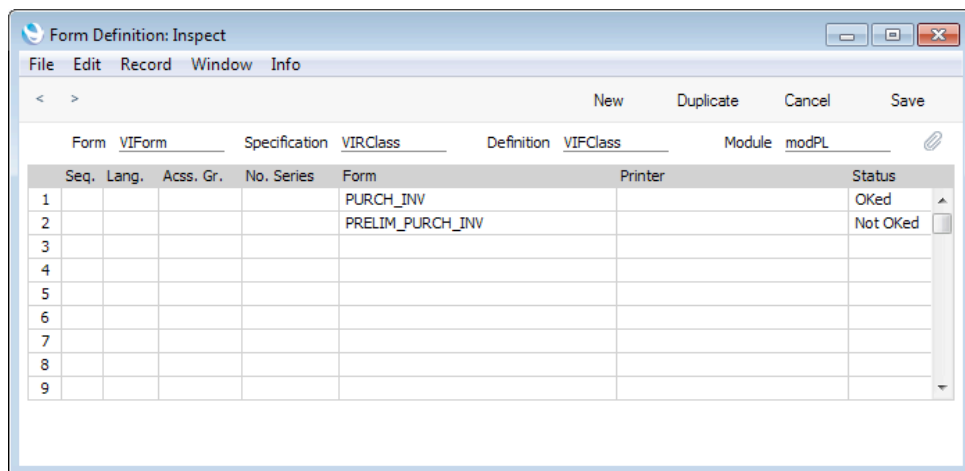 Form Definition: Inspect
File Edit Record Window Info
< > New Duplicate Cancel Save
Form VIForm Specification VIRClass Definition VIFClass Module modPL
Seq. Lang. Acss. Gr. No. Series Form Printer Status
1 PURCH_INV OKed
2 PRELIM_PURCH_INV Not OKed
3
4
5
6
7
8
9